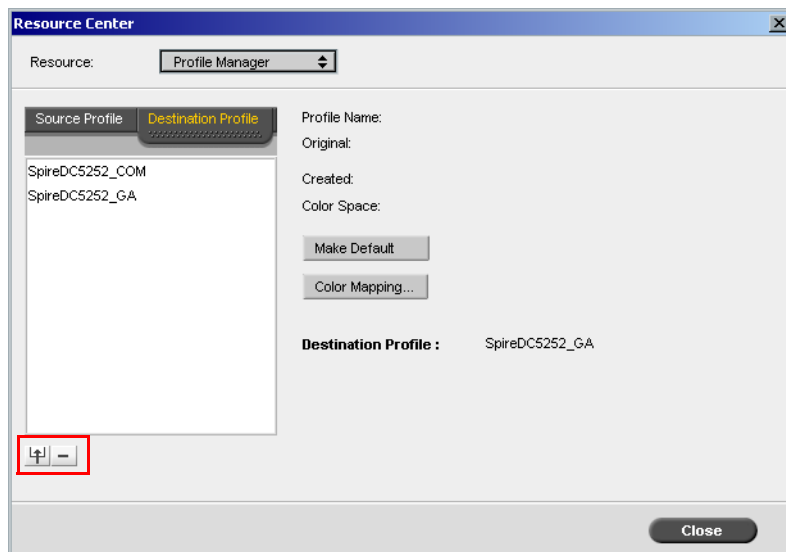 Resource Center
Resource: Profile Manager
Source Profile Destination Profile
SpireDC5252_COM
SpireDC5252_GA
Profile Name:
Original:
Created:
Color Space:
Make Default
Color Mapping...
Destination Profile : SpireDC5252_GA
Close